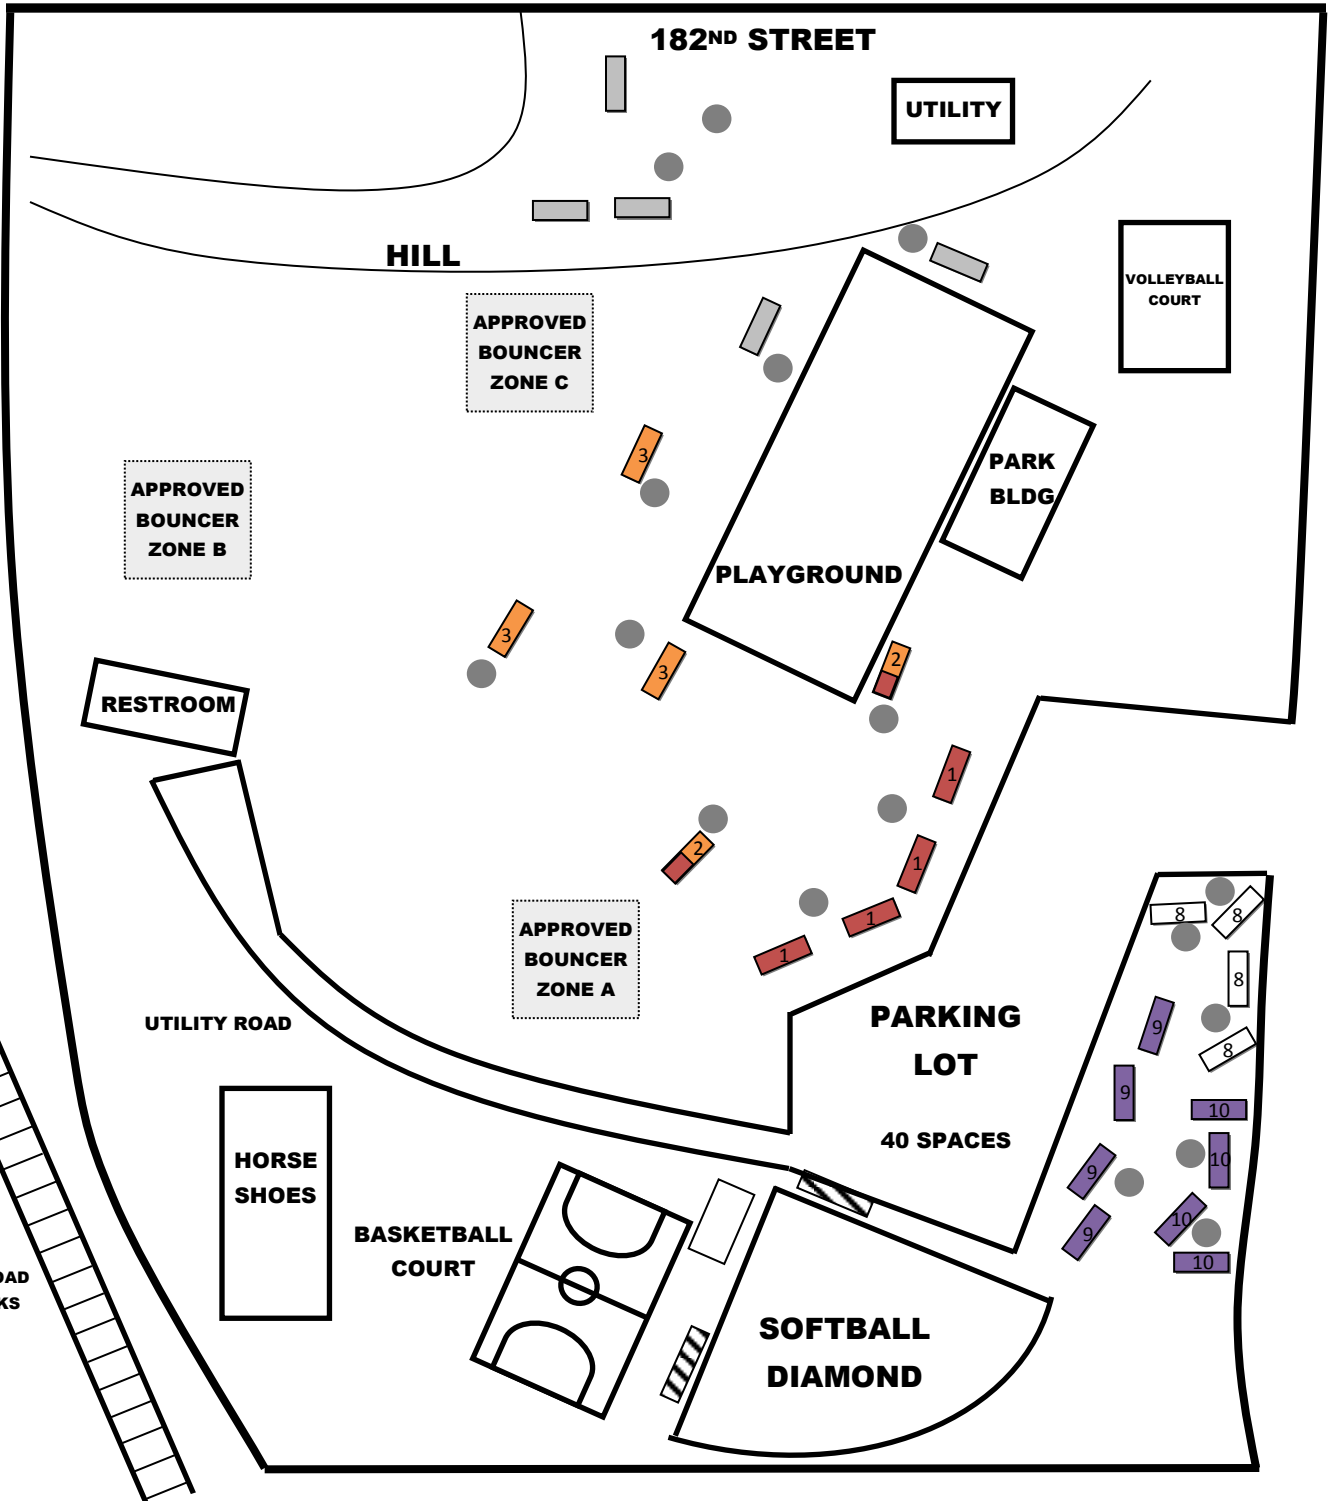 182ND STREET
UTILITY
HILL
VOLLEYBALL
COURT
APPROVED
BOUNCER
ZONE C
3
PARK
BLDG
APPROVED
BOUNCER
ZONE B
PLAYGROUND
3
3
2
RESTROOM
1
2
1
1
1
APPROVED
BOUNCER
ZONE A
8
8
8
8
UTILITY ROAD
PARKING
LOT
40 SPACES
9
9
9
9
10
10
10
10
HORSE
SHOES
BASKETBALL
COURT
SOFTBALL
DIAMOND